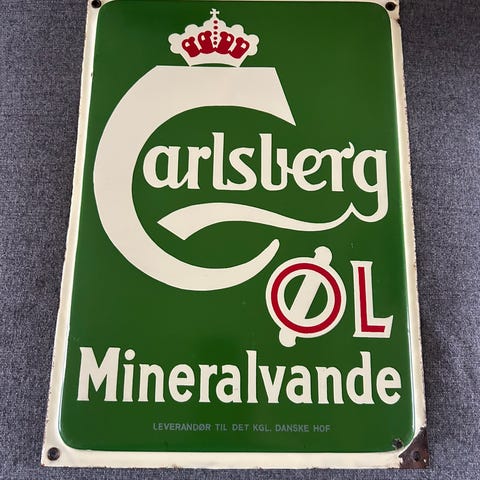 Carlsberg
ØL
Mineralvande
LEVERANDØR TIL DET KGL. DANSKE HOF